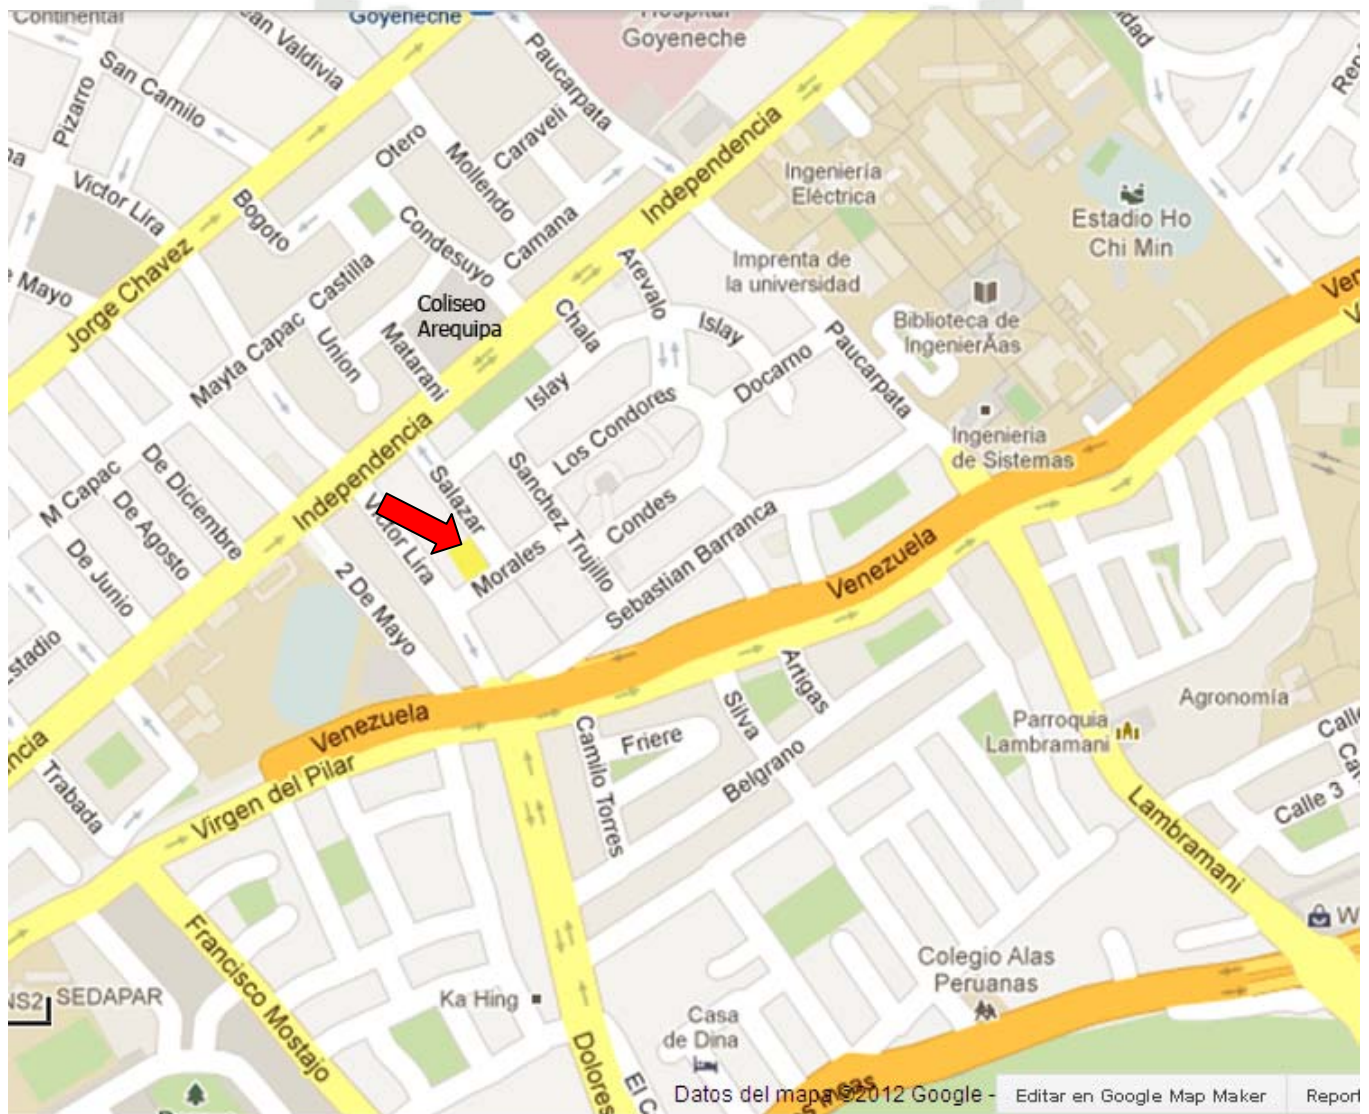 Continental
Goyeneche
Hospital
Goyeneche
San Camilo
Pizarro
Valdivia
Paucarpata
Otero
Mollendo
Caraveli
Independencia
Ingeniería
Eléctrica
Estadio Ho
Chi Min
Victor Lira
Bogoro
Condesuyo
Camana
Arevalo
Imprenta de
la universidad
Mayo
Jorge Chavez
Mayta Capac Castilla
Coliseo
Arequipa
Chala
Islay
Biblioteca de
IngenierÃas
Union
Matarani
Islay
Docarno
Paucarpata
Los Condores
Ingenieria
de Sistemas
M Capac
De Diciembre
De Agosto
De Junio
Independencia
Salazar
Sanchez Trujillo
Condes
Victor Lira
Morales
Sebastian Barranca
Venezuela
2 De Mayo
Artigas
Silva
Agronomía
Parroquia
Lambramani
Venezuela
Friere
Camilo Torres
Belgrano
Calle 3
Trabada
Virgen del Pilar
Lambramani
Francisco Mostajo
Colegio Alas
Peruanas
SEDAPAR
Ka Hing
Casa
de Dina
Dolores
Datos del mapa ©2012 Google -
Editar en Google Map Maker